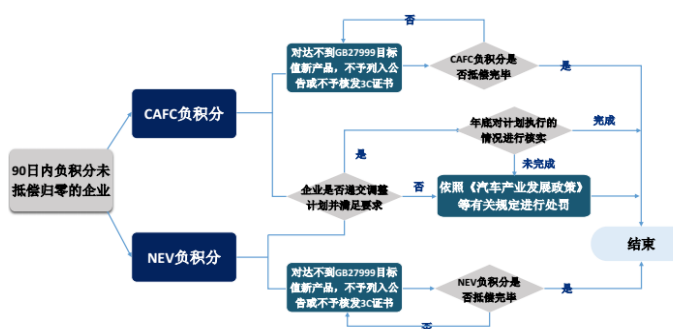 否
对达不到GB27999目标
值新产品，不予列入公
告或不予核发3C证书
CAFC负积分是
否抵偿完毕
是
CAFC负积分
年底对计划执行的
情况进行核实
完成
是
未完成
90日内负积分未
抵偿归零的企业
企业是否递交调整
计划并满足要求
否
依照《汽车产业发展政策》
等有关规定进行处罚
结束
NEV负积分
对达不到GB27999目标
值新产品，不予列入公
告或不予核发3C证书
NEV负积分是
否抵偿完毕
是
否